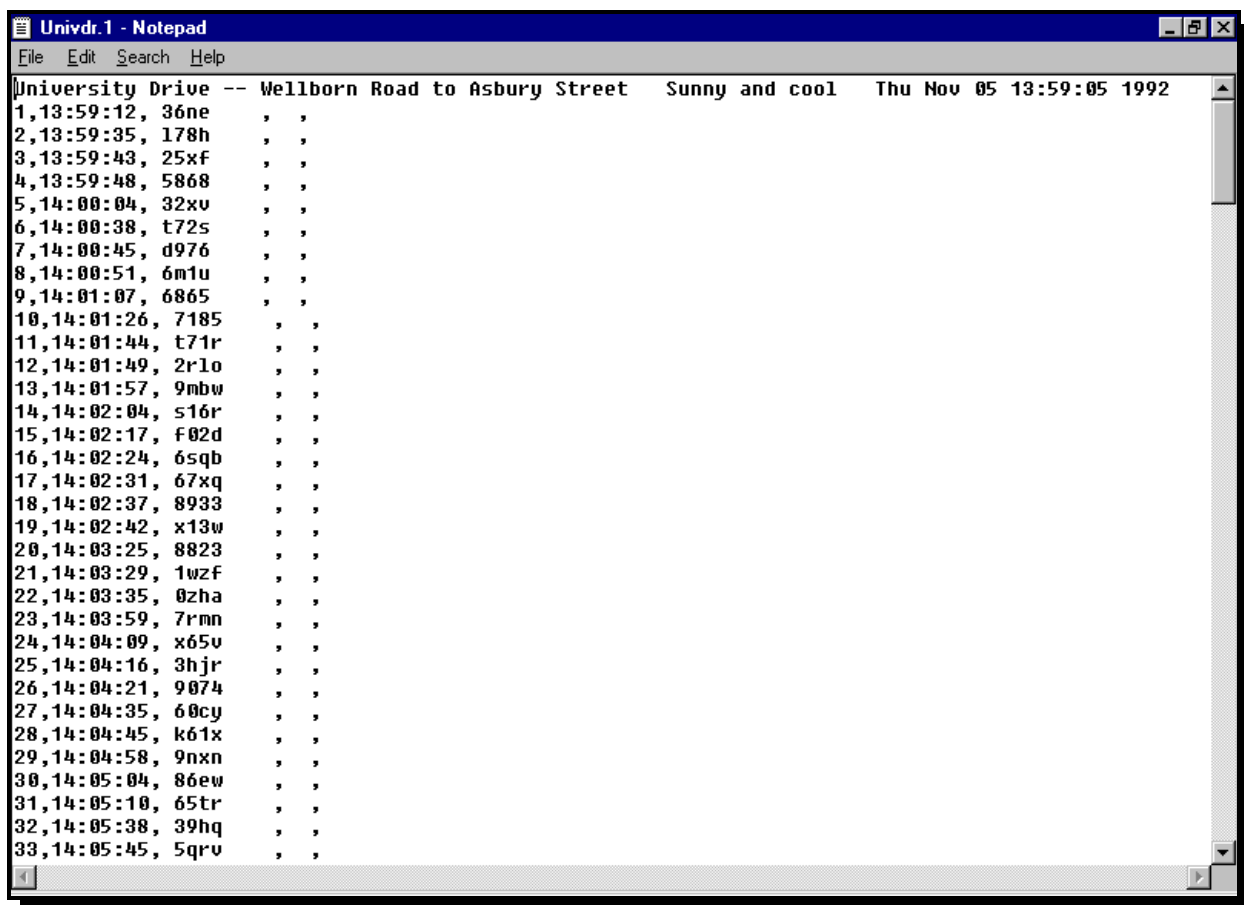 Univdr.1 - Notepad
File Edit Search Help
University Drive -- Wellborn Road to Asbury Street   Sunny and cool   Thu Nov 05 13:59:05 1992
1,13:59:12, 36ne    ,  ,
2,13:59:35, l78h    ,  ,
3,13:59:43, 25xf    ,  ,
4,13:59:48, 5868    ,  ,
5,14:00:04, 32xv    ,  ,
6,14:00:38, t72s    ,  ,
7,14:00:45, d976    ,  ,
8,14:00:51, 6m1u    ,  ,
9,14:01:07, 6865    ,  ,
10,14:01:26, 7185    ,  ,
11,14:01:44, t71r    ,  ,
12,14:01:49, 2rlo    ,  ,
13,14:01:57, 9mbw    ,  ,
14,14:02:04, s16r    ,  ,
15,14:02:17, f02d    ,  ,
16,14:02:24, 6sqb    ,  ,
17,14:02:31, 67xq    ,  ,
18,14:02:37, 8933    ,  ,
19,14:02:42, x13w    ,  ,
20,14:03:25, 8823    ,  ,
21,14:03:29, 1wzf    ,  ,
22,14:03:35, 0zha    ,  ,
23,14:03:59, 7rmn    ,  ,
24,14:04:09, x65v    ,  ,
25,14:04:16, 3hjr    ,  ,
26,14:04:21, 9074    ,  ,
27,14:04:35, 60cy    ,  ,
28,14:04:45, k61x    ,  ,
29,14:04:58, 9nxn    ,  ,
30,14:05:04, 86ew    ,  ,
31,14:05:10, 65tr    ,  ,
32,14:05:38, 39hq    ,  ,
33,14:05:45, 5qrv    ,  ,